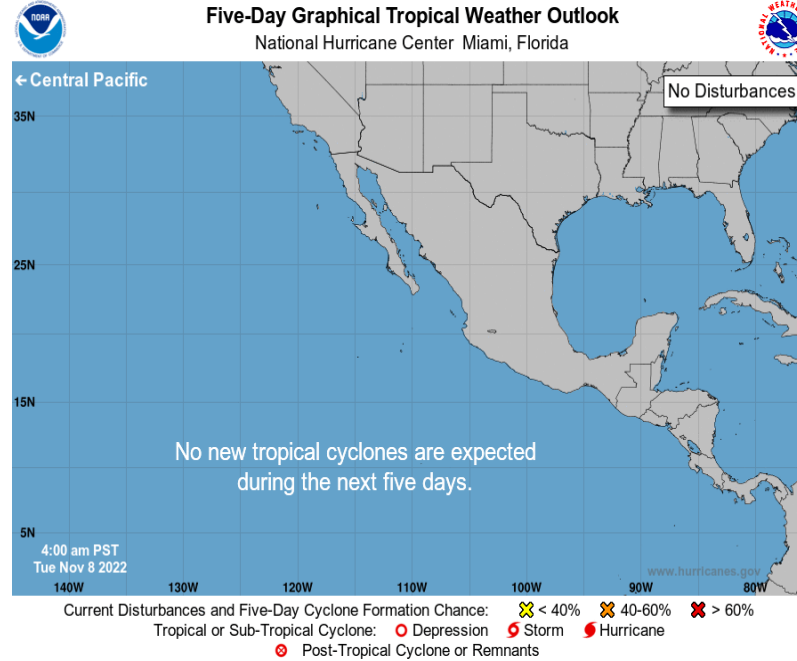 Five-Day Graphical Tropical Weather Outlook
National Hurricane Center Miami, Florida
NOAA
← Central Pacific
No Disturbances
35N
25N
15N
No new tropical cyclones are expected
during the next five days.
5N
4:00 am PST
Tue Nov 8 2022
www.hurricanes.gov
140W 130W 120W 110W 100W 90W 80W
Current Disturbances and Five-Day Cyclone Formation Chance: < 40% 40-60% > 60%
Tropical or Sub-Tropical Cyclone: Depression Storm Hurricane
Post-Tropical Cyclone or Remnants